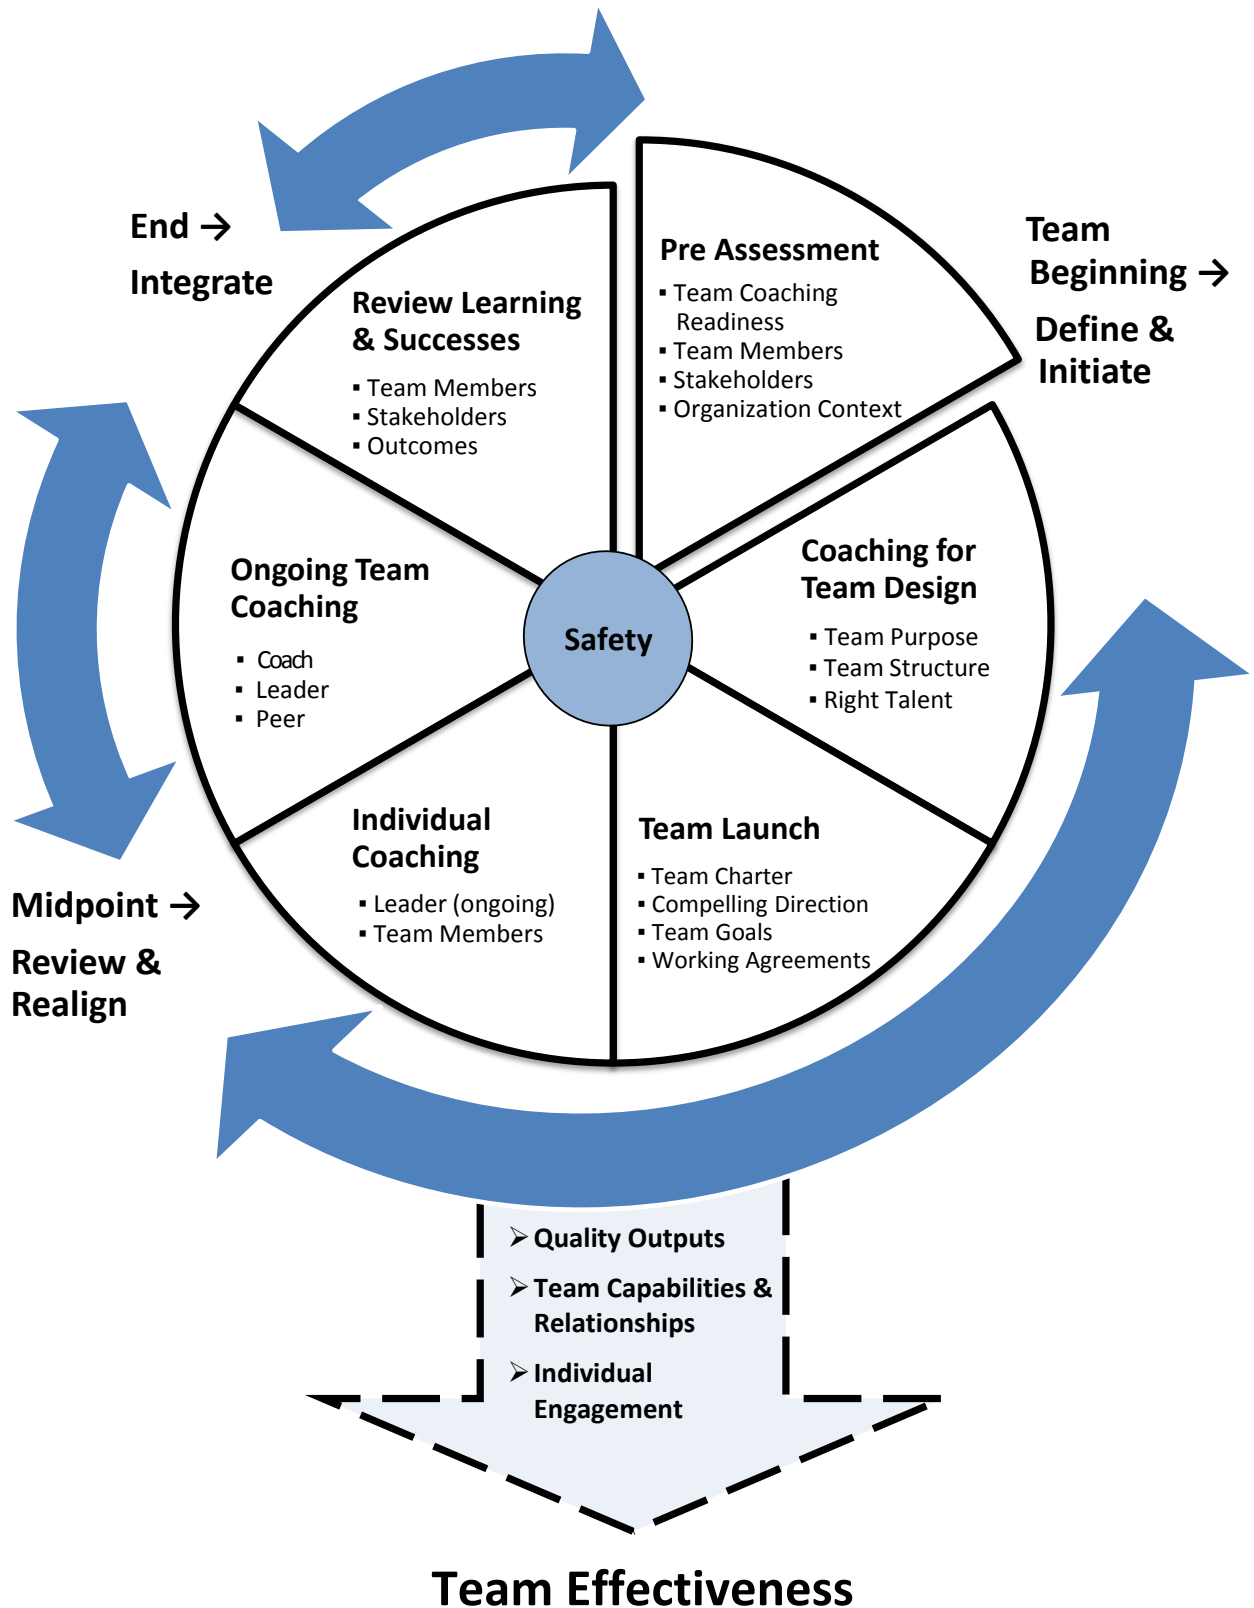 Pre Assessment
▪ Team Coaching
Readiness
▪ Team Members
▪ Stakeholders
▪ Organization Context
Team
Beginning →
Define &
Initiate
Coaching for
Team Design
▪ Team Purpose
▪ Team Structure
▪ Right Talent
Team Launch
▪ Team Charter
▪ Compelling Direction
▪ Team Goals
▪ Working Agreements
Individual
Coaching
▪ Leader (ongoing)
▪ Team Members
Midpoint →
Review &
Realign
Ongoing Team
Coaching
▪ Coach
▪ Leader
▪ Peer
End →
Integrate
Review Learning
& Successes
▪ Team Members
▪ Stakeholders
▪ Outcomes
Safety
➢ Quality Outputs
➢ Team Capabilities &
Relationships
➢ Individual
Engagement
Team Effectiveness